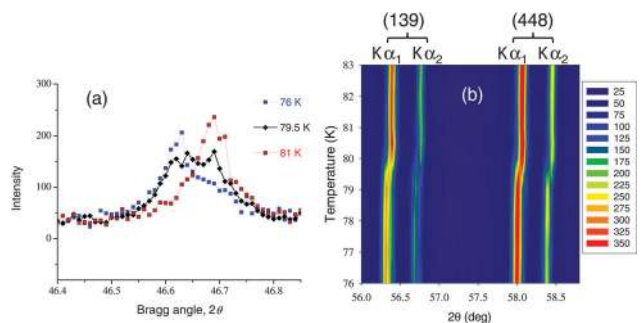 (a)
76 K
79.5 K
81 K
Intensity
300
200
100
0
46.4 46.5 46.6 46.7 46.8
Bragg angle, 2θ
(139) (448)
Kα1 Kα2 Kα1 Kα2
(b)
Temperature (K)
83
82
81
80
79
78
77
76
56.0 56.5 57.0 57.5 58.0 58.5
2θ (deg)
25
50
75
100
125
150
175
200
225
250
275
300
325
350